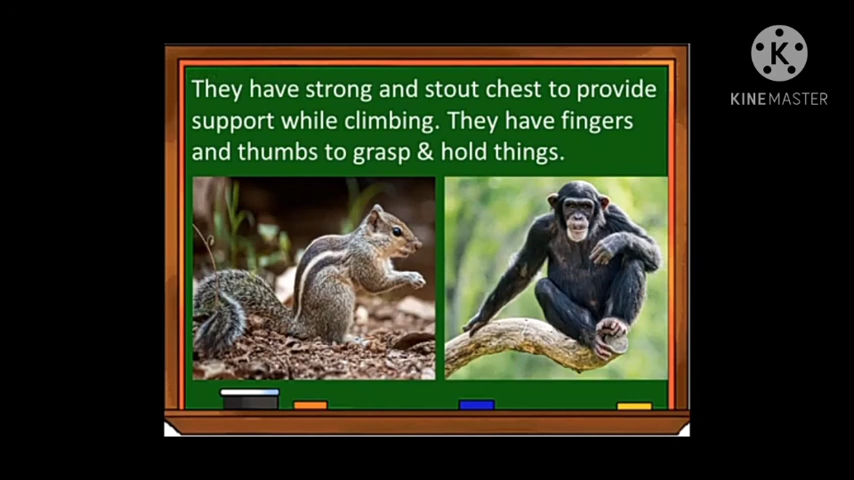 They have strong and stout chest to provide
support while climbing. They have fingers
and thumbs to grasp & hold things.
K
KINEMASTER